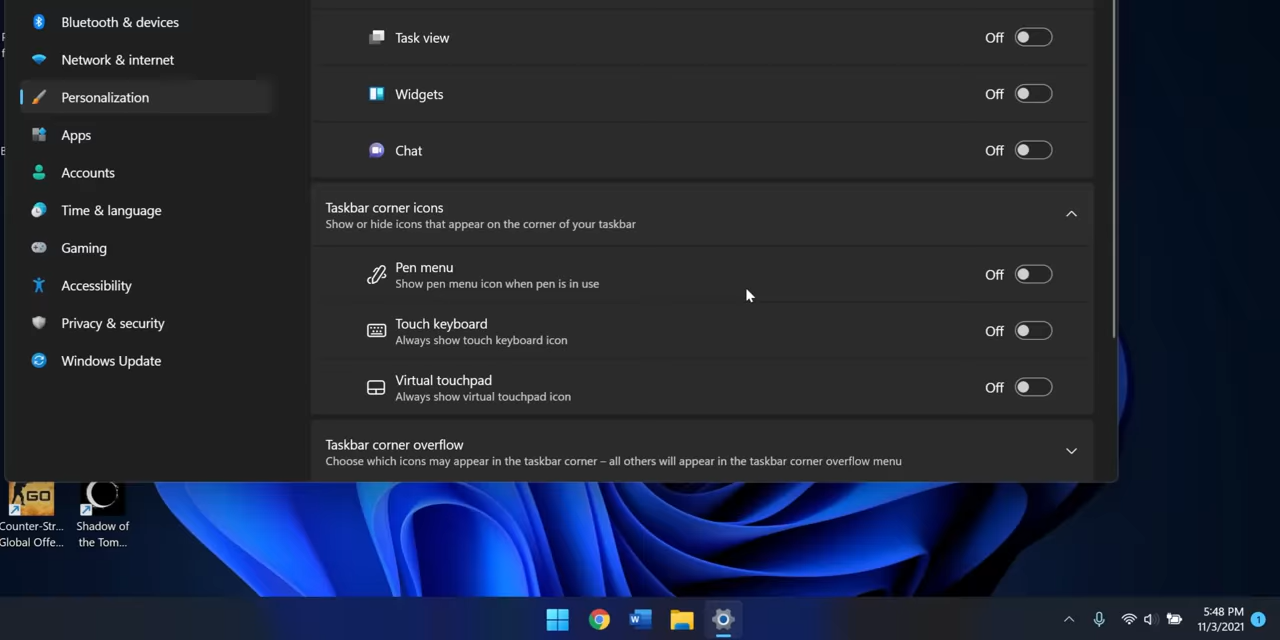 Bluetooth & devices
Network & internet
Personalization
Apps
Accounts
Time & language
Gaming
Accessibility
Privacy & security
Windows Update
Task view
Off
Widgets
Off
Chat
Off
Taskbar corner icons
Show or hide icons that appear on the corner of your taskbar
Pen menu
Show pen menu icon when pen is in use
Off
Touch keyboard
Always show touch keyboard icon
Off
Virtual touchpad
Always show virtual touchpad icon
Off
Taskbar corner overflow
Choose which icons may appear in the taskbar corner – all others will appear in the taskbar corner overflow menu
GO
Counter-Str...
Global Offe...
Shadow of
the Tom...
W
5:48 PM
11/3/2021
1